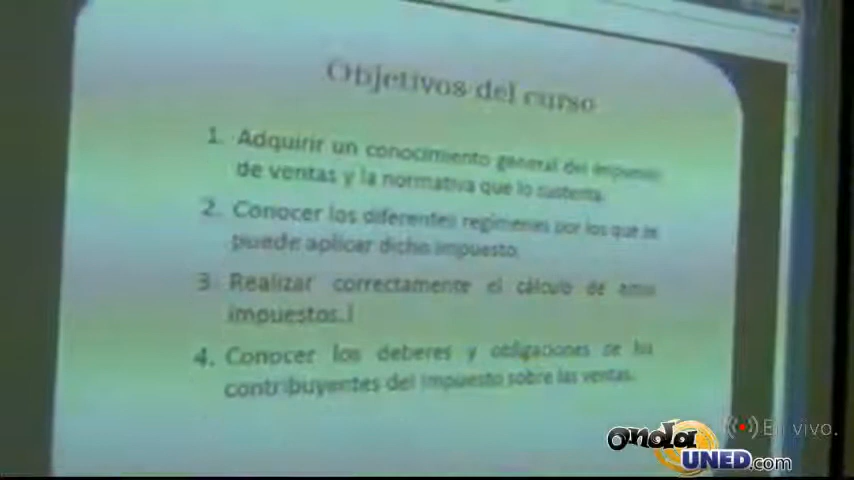 Objetivos del curso
1. Adquirir un conocimiento general del impuesto
de ventas y la normativa que lo sustenta.
2. Conocer los diferentes regímenes por los que se
puede aplicar dicho impuesto.
3 Realizar correctamente el cálculo de estos
impuestos.
4. Conocer los deberes y obligaciones de los
contribuyentes del impuesto sobre las ventas.
onda
UNED.com
En vivo.